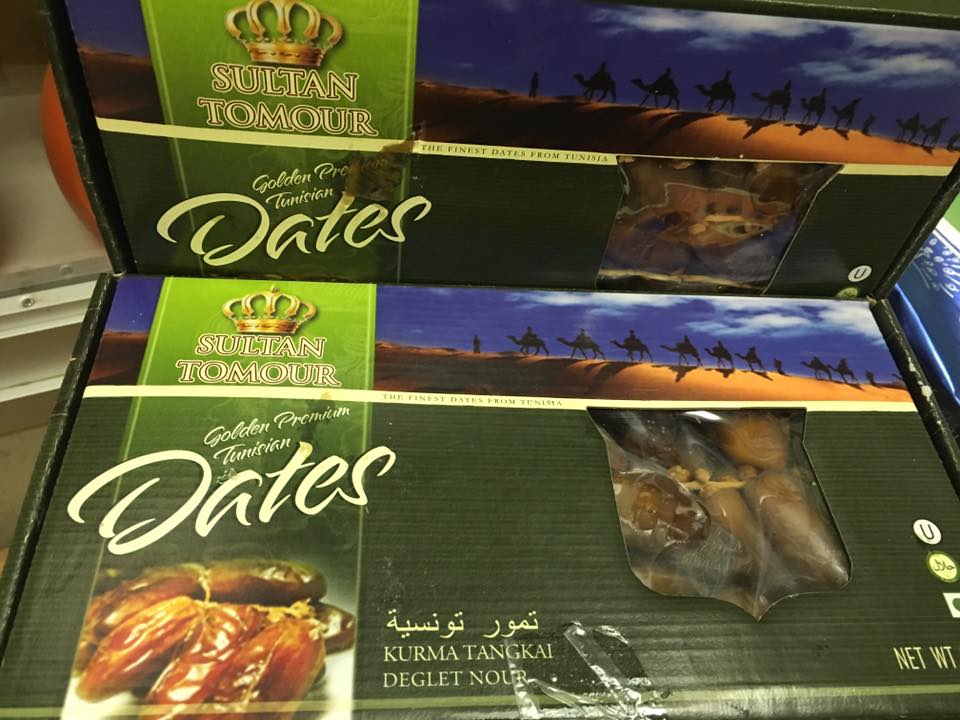 SULTAN
TOMOUR
THE FINEST DATES FROM TUNISIA
Golden
Tunisian
Dates
U
SULTAN
TOMOUR
THE FINEST DATES FROM TUNISIA
Golden Premium
Tunisian
Dates
U
حلال
تمور تونسية
KURMA TANGKAI
DEGLET NOUR
NET WT